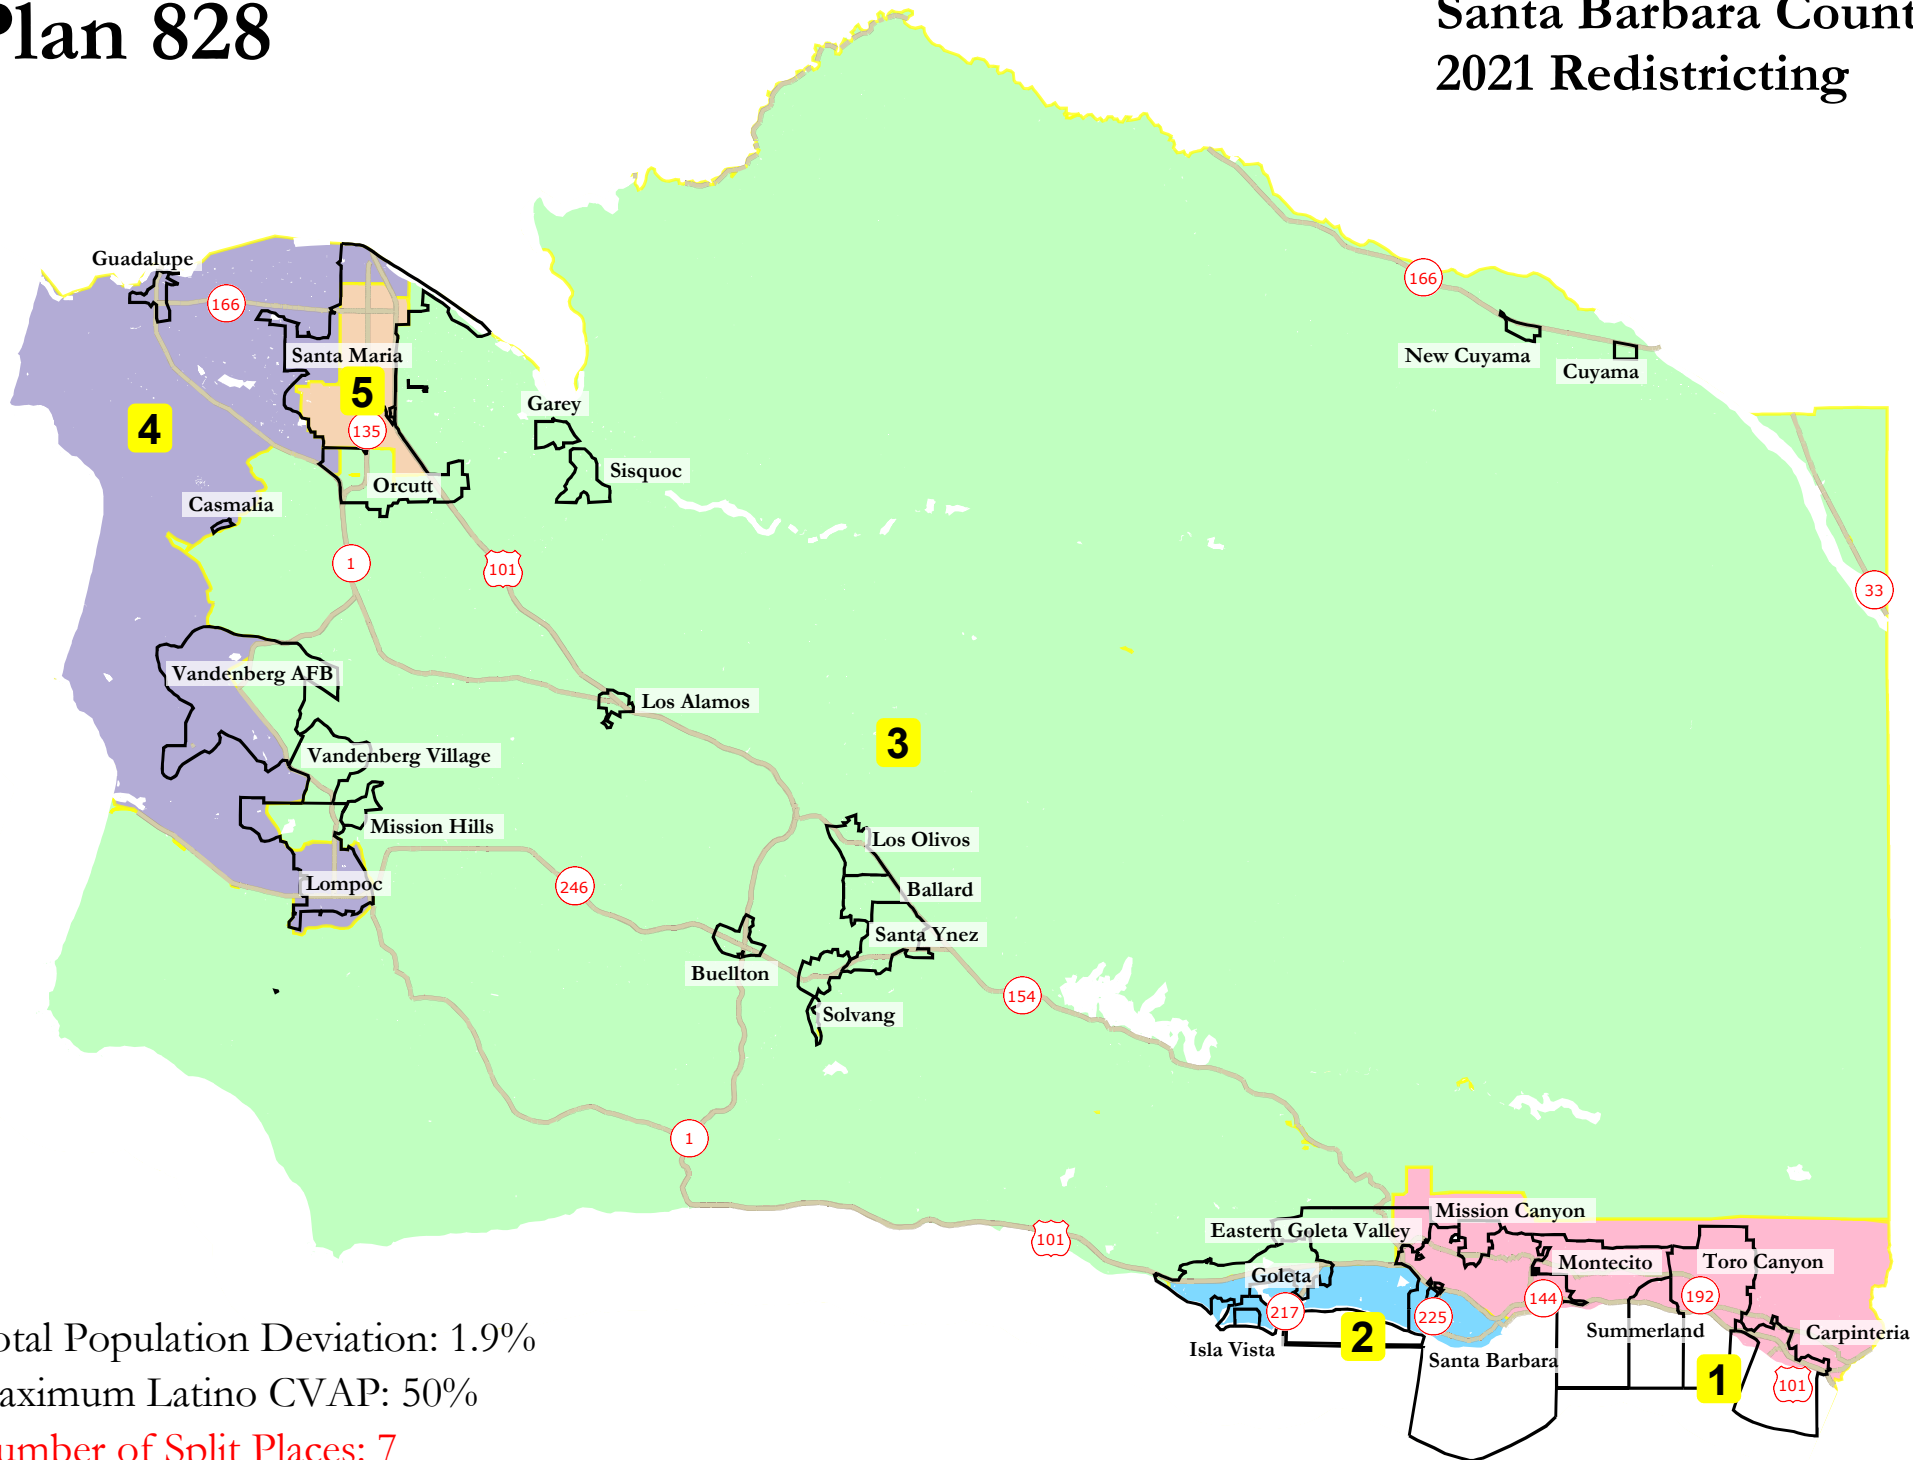 Plan 828
Santa Barbara Count
2021 Redistricting
Guadalupe
166
Santa Maria
5
4
135
Orcutt
Casmalia
Garey
Sisquoc
166
New Cuyama
Cuyama
33
1
101
Vandenberg AFB
Los Alamos
Vandenberg Village
3
Mission Hills
Los Olivos
Lompoc
246
Ballard
Santa Ynez
Buellton
154
Solvang
1
101
Mission Canyon
Eastern Goleta Valley
Goleta
Montecito
Toro Canyon
217
225
144
192
2
Isla Vista
Santa Barbara
Summerland
Carpinteria
1
101
otal Population Deviation: 1.9%
aximum Latino CVAP: 50%
umber of Split Places: 7